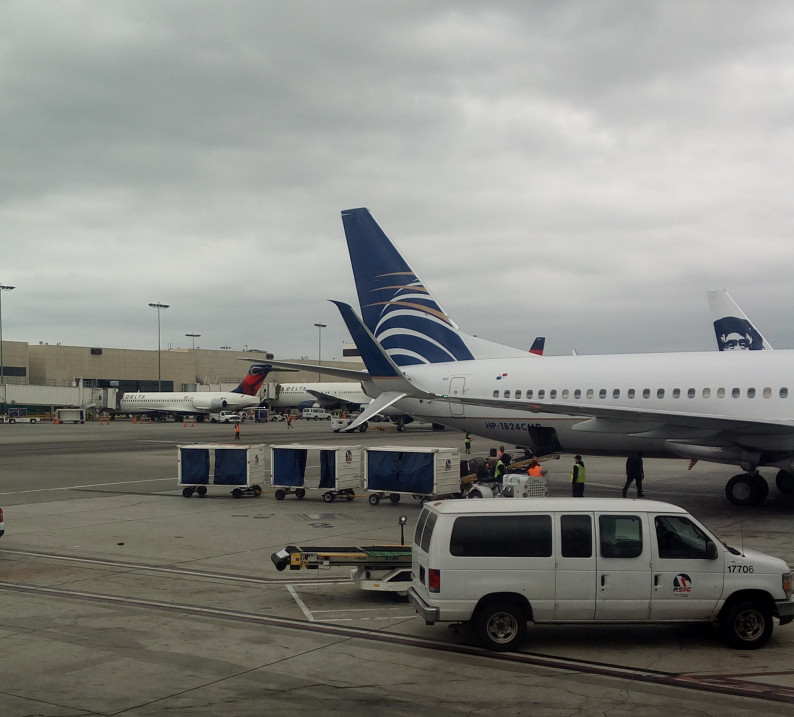 DELTA
DELTA
HP-1824CMP
17706
ASIG